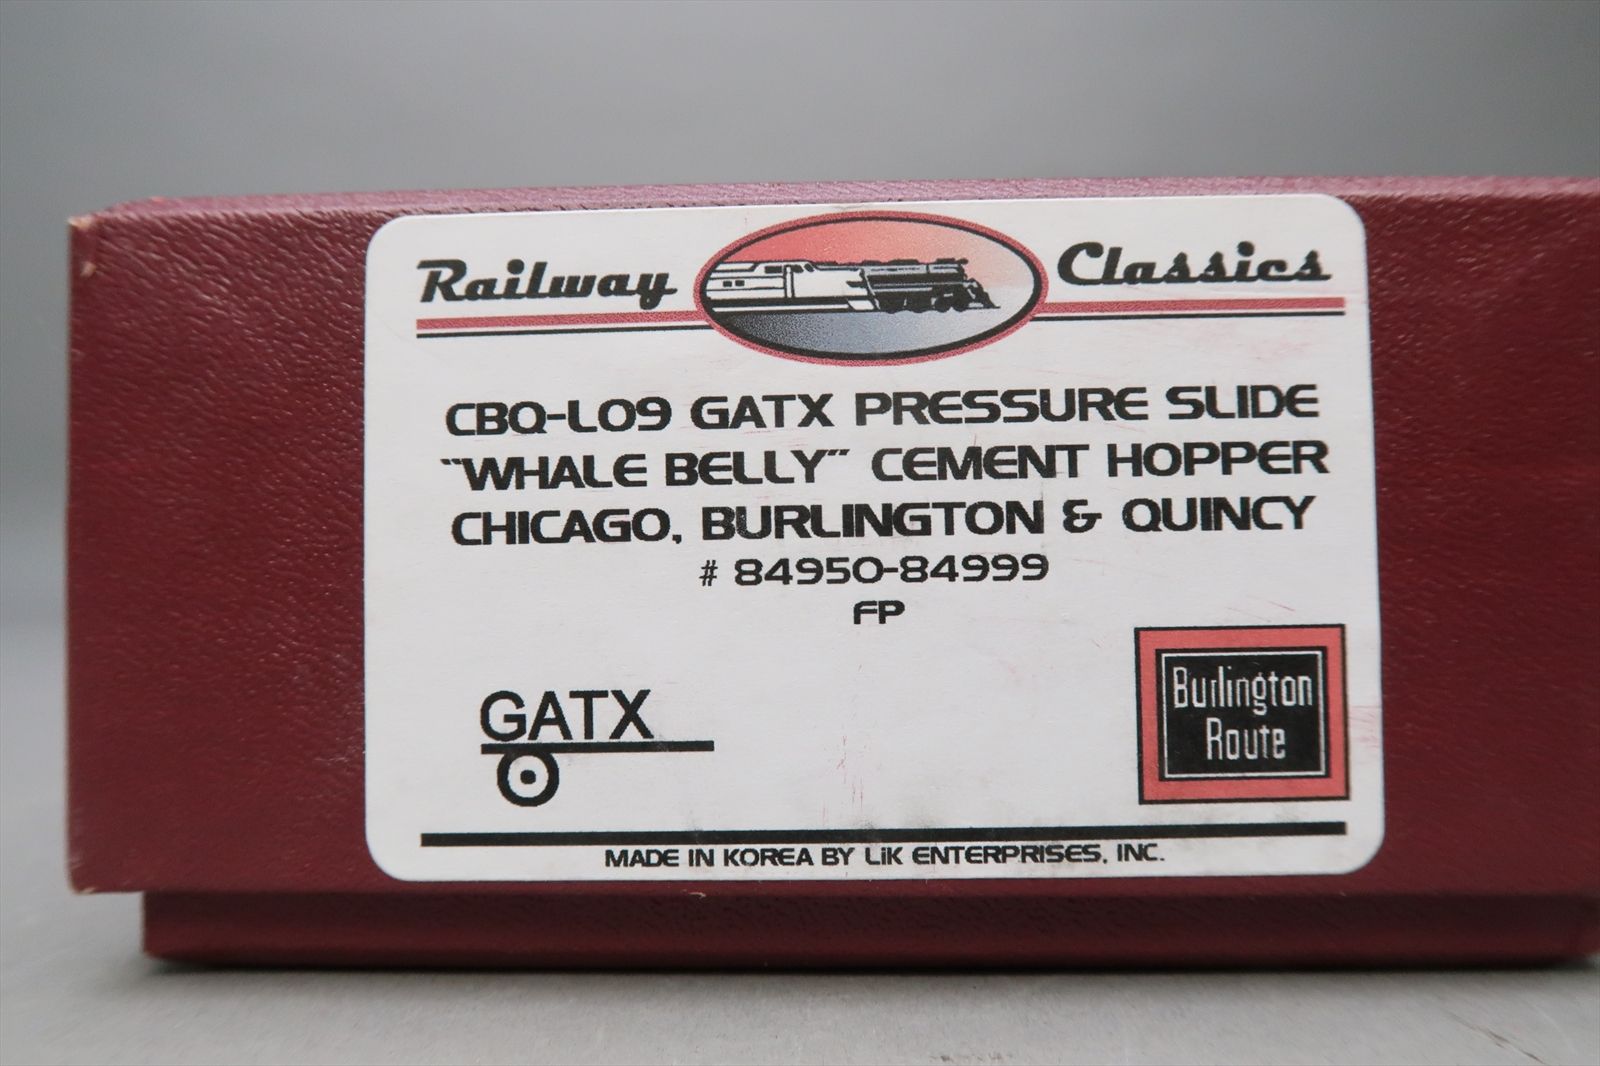 Railway Classics
CBQ-L09 GATX PRESSURE SLIDE
"WHALE BELLY" CEMENT HOPPER
CHICAGO, BURLINGTON & QUINCY
# 84950-84999
FP
GATX
Burlington
Route
MADE IN KOREA BY LiK ENTERPRISES, INC.